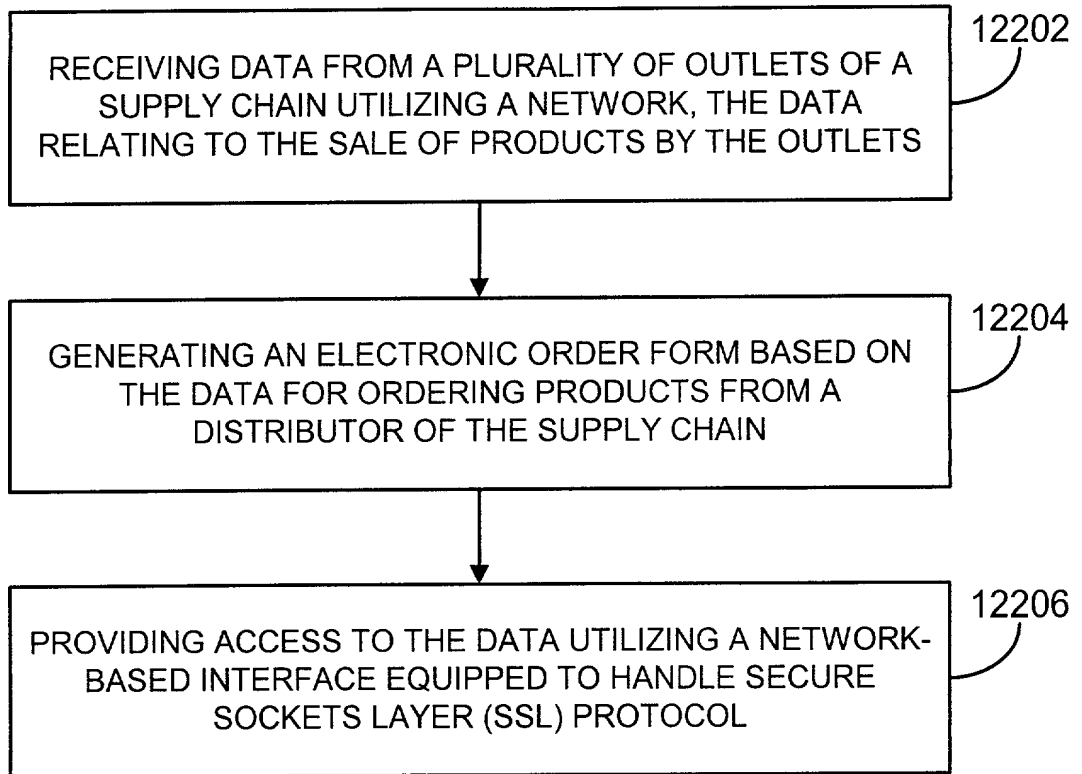 12202
RECEIVING DATA FROM A PLURALITY OF OUTLETS OF A
SUPPLY CHAIN UTILIZING A NETWORK, THE DATA
RELATING TO THE SALE OF PRODUCTS BY THE OUTLETS
12204
GENERATING AN ELECTRONIC ORDER FORM BASED ON
THE DATA FOR ORDERING PRODUCTS FROM A
DISTRIBUTOR OF THE SUPPLY CHAIN
12206
PROVIDING ACCESS TO THE DATA UTILIZING A NETWORK-
BASED INTERFACE EQUIPPED TO HANDLE SECURE
SOCKETS LAYER (SSL) PROTOCOL